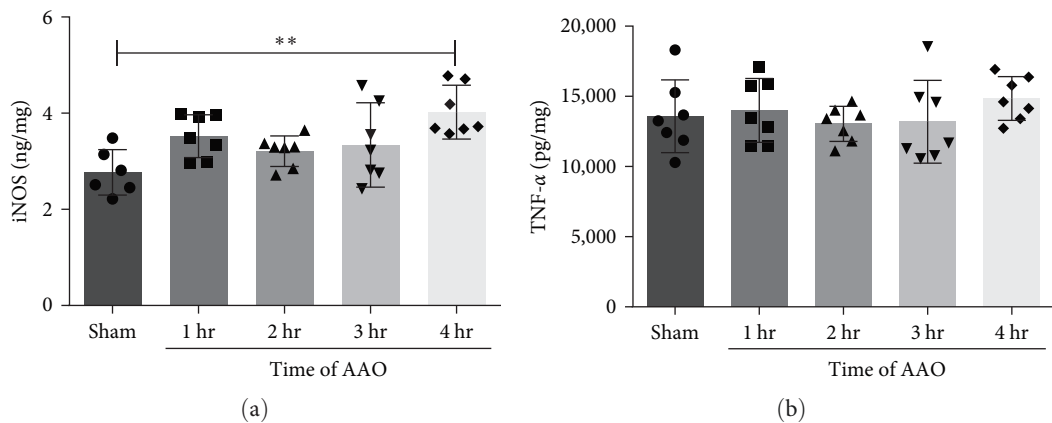 6
4
2
0
iNOS (ng/mg)
**
Sham
1 hr
2 hr
3 hr
4 hr
Time of AAO
(a)
20,000
15,000
10,000
5,000
0
TNF-α (pg/mg)
Sham
1 hr
2 hr
3 hr
4 hr
Time of AAO
(b)